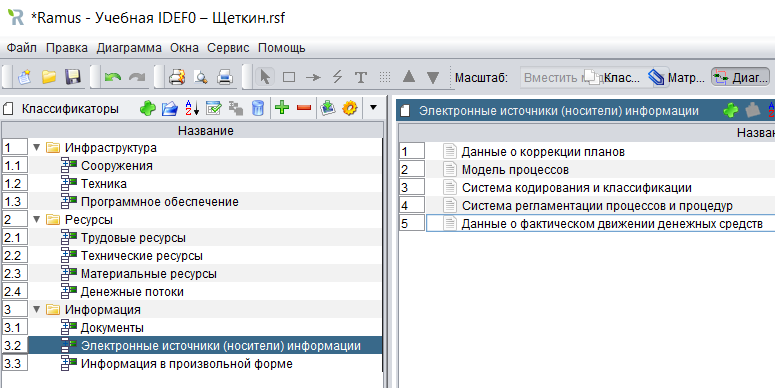 *Ramus - Учебная IDEF0 – Щеткин.rsf
Файл Правка Диаграмма Окна Сервис Помощь
Масштаб: Вместить Клас... Матр... Диаг...
Классификаторы
Электронные источники (носители) информации
Название
1 Инфраструктура
1.1 Сооружения
1.2 Техника
1.3 Программное обеспечение
2 Ресурсы
2.1 Трудовые ресурсы
2.2 Технические ресурсы
2.3 Материальные ресурсы
2.4 Денежные потоки
3 Информация
3.1 Документы
3.2 Электронные источники (носители) информации
3.3 Информация в произвольной форме
Назва
1 Данные о коррекции планов
2 Модель процессов
3 Система кодирования и классификации
4 Система регламентации процессов и процедур
5 Данные о фактическом движении денежных средств